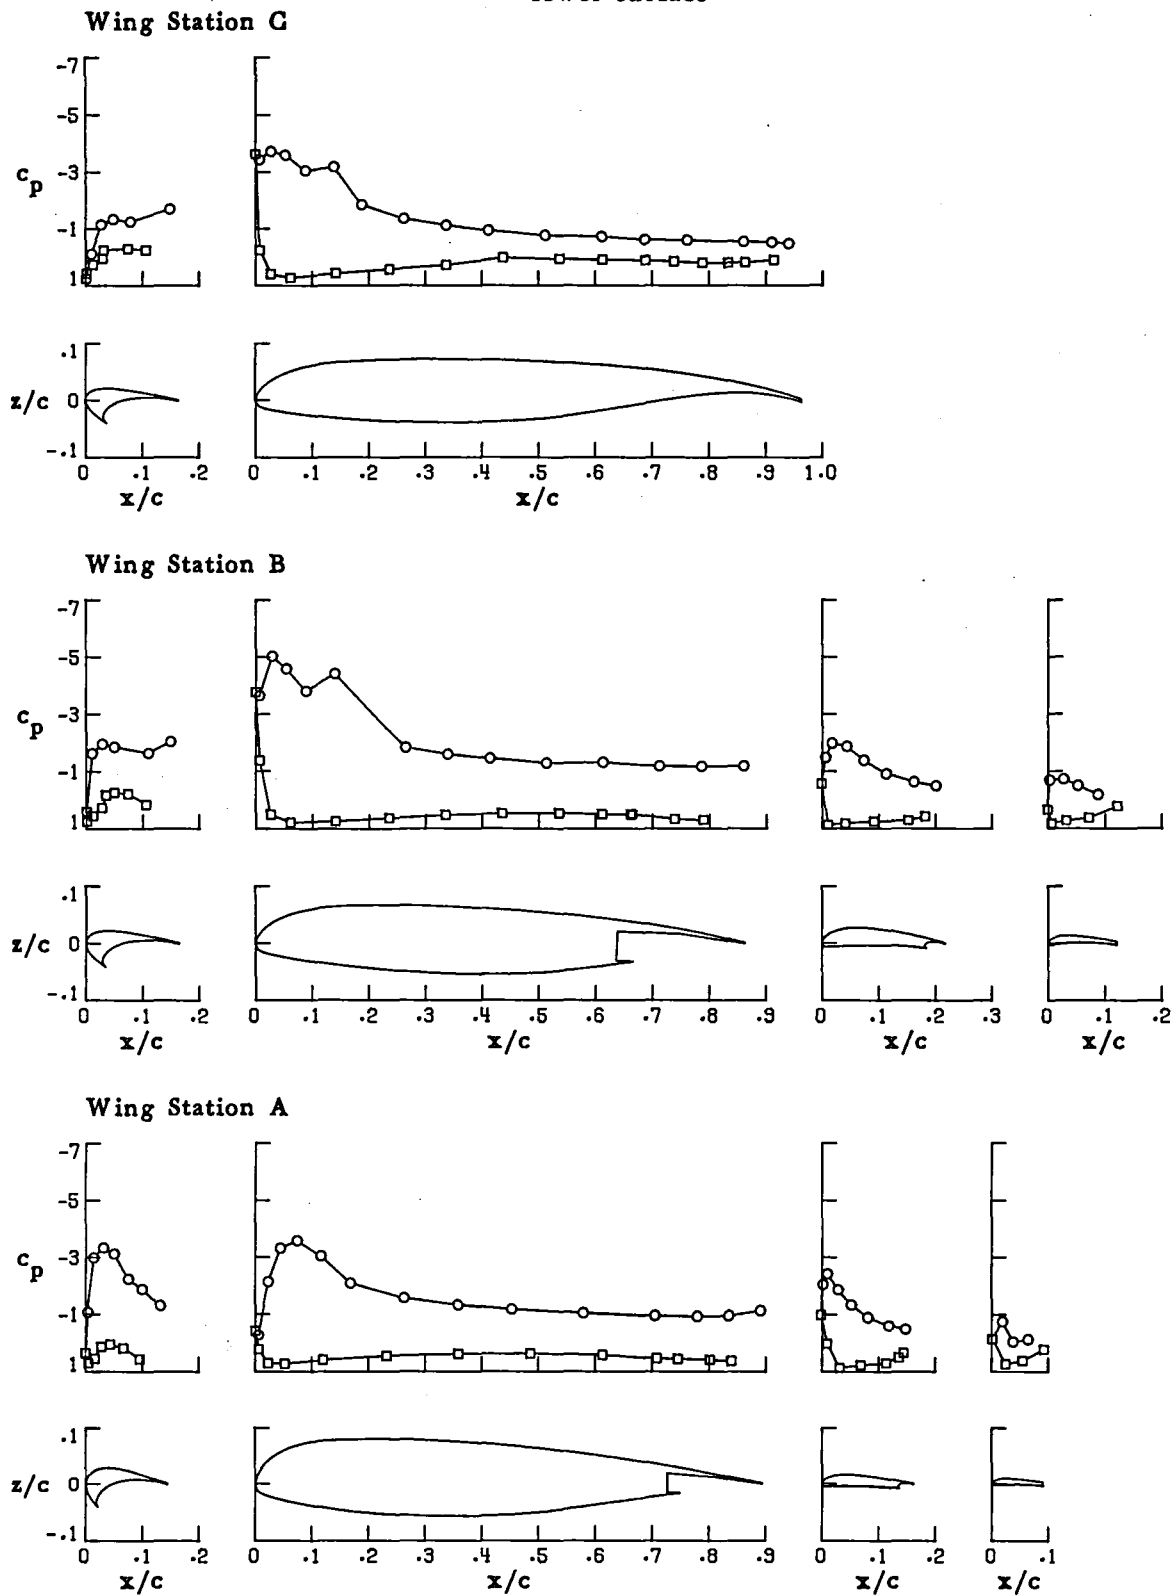 Wing Station C
-7
-5
-3
-1
1
c_p
.1
0
-.1
z/c
0 .1 .2
0 .1 .2 .3 .4 .5 .6 .7 .8 .9 1.0
x/c x/c
Wing Station B
-7
-5
-3
-1
1
c_p
.1
0
-.1
z/c
0 .1 .2
0 .1 .2 .3 .4 .5 .6 .7 .8 .9
0 .1 .2 .3
0 .1 .2
x/c x/c x/c x/c
Wing Station A
-7
-5
-3
-1
1
c_p
.1
0
-.1
z/c
0 .1 .2
0 .1 .2 .3 .4 .5 .6 .7 .8 .9
0 .1 .2
0 .1
x/c x/c x/c x/c